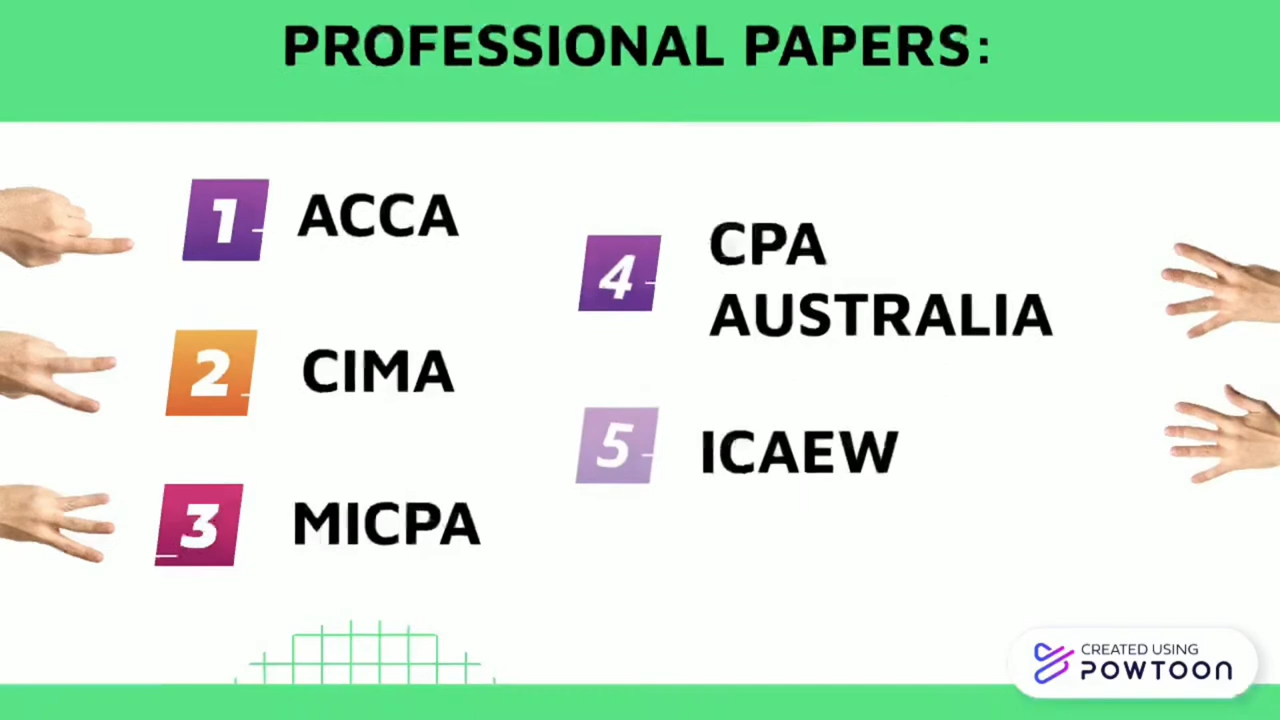 PROFESSIONAL PAPERS:
1 ACCA
2 CIMA
3 MICPA
4 CPA
AUSTRALIA
5 ICAEW
CREATED USING
POWTOON